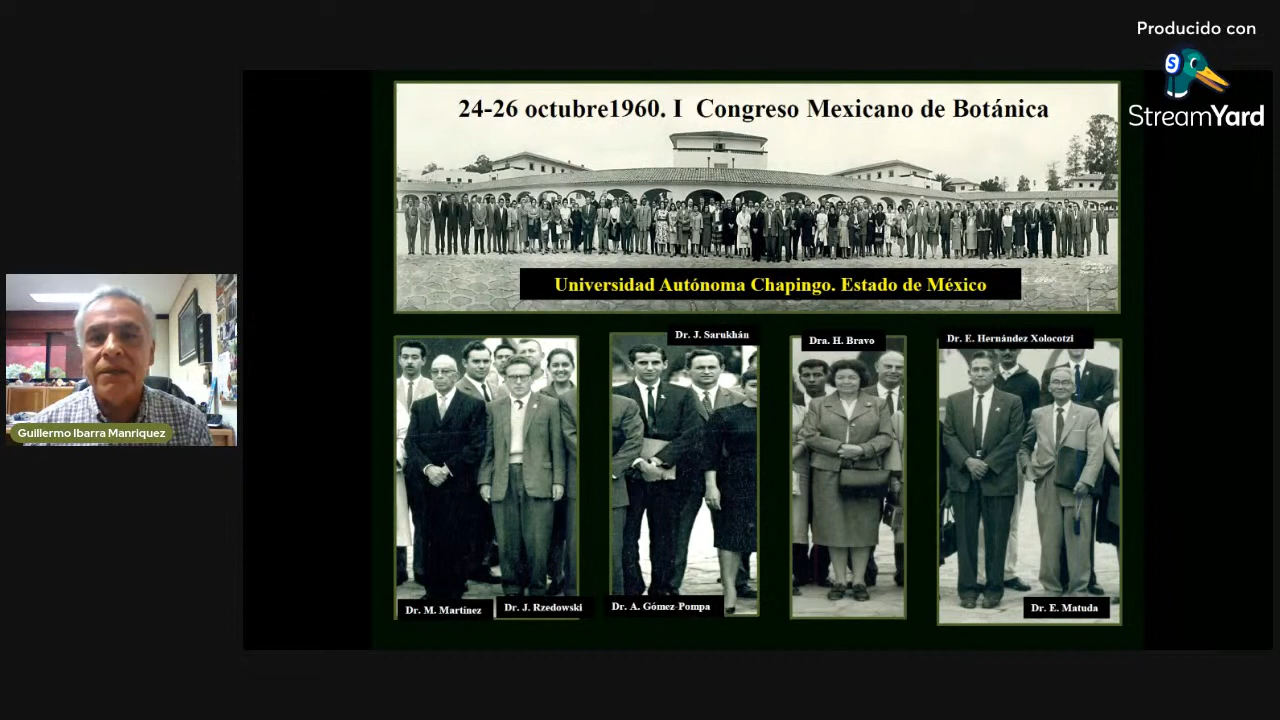 Producido con
StreamYard
24-26 octubre1960. I Congreso Mexicano de Botánica
Universidad Autónoma Chapingo. Estado de México
Dr. J. Sarukhán
Dra. H. Bravo
Dr. E. Hernández Xolocotzi
Guillermo Ibarra Manriquez
Dr. M. Martínez
Dr. J. Rzedowski
Dr. A. Gómez-Pompa
Dr. E. Matuda